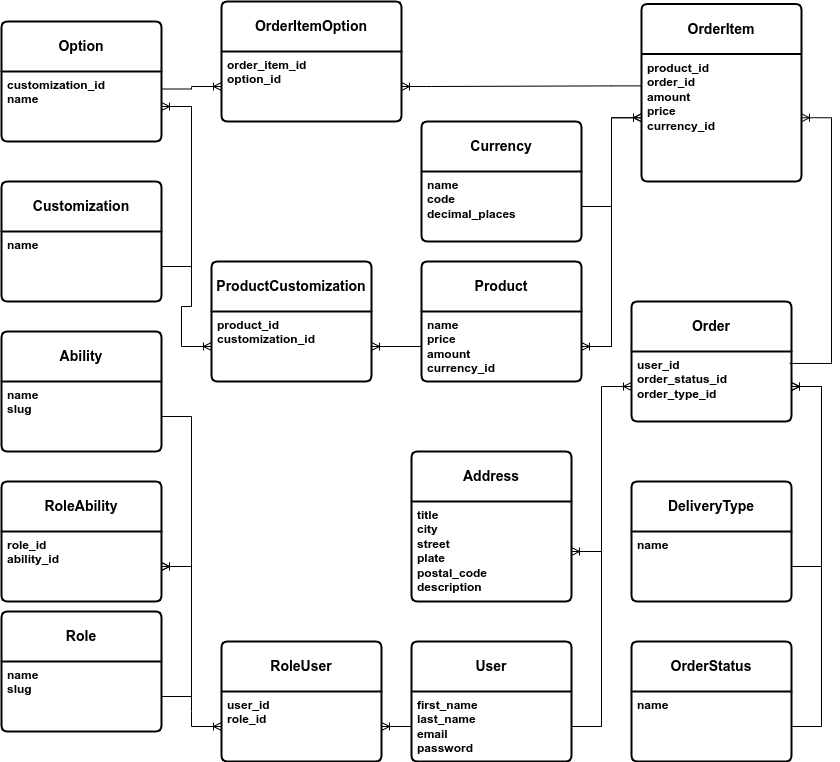 Option
customization_id
name
OrderItemOption
order_item_id
option_id
OrderItem
product_id
order_id
amount
price
currency_id
Currency
name
code
decimal_places
Customization
name
ProductCustomization
product_id
customization_id
Product
name
price
amount
currency_id
Order
user_id
order_status_id
order_type_id
Ability
name
slug
Address
title
city
street
plate
postal_code
description
RoleAbility
role_id
ability_id
DeliveryType
name
Role
name
slug
RoleUser
user_id
role_id
User
first_name
last_name
email
password
OrderStatus
name